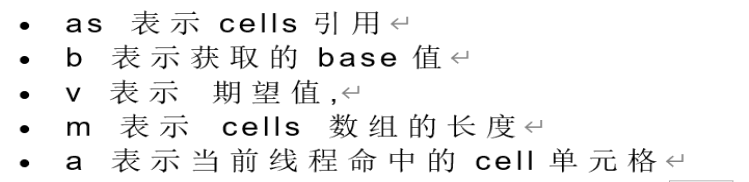 • as 表示 cells 引用↵
• b 表示获取的 base 值↵
• v 表示 期望值,↵
• m 表示 cells 数组的长度↵
• a 表示当前线程命中的 cell 单元格↵